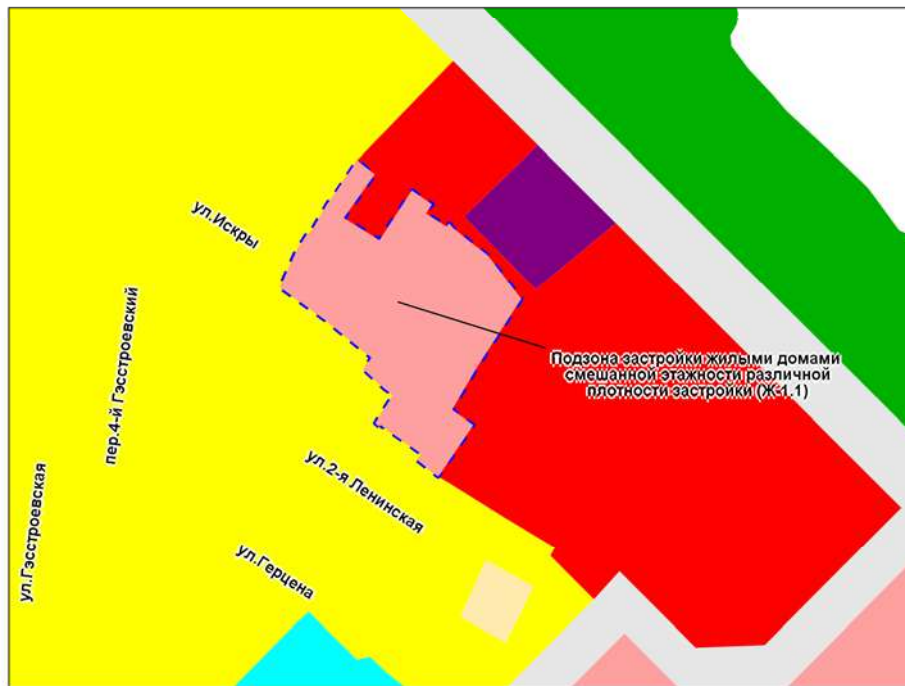 ул.Искры
пер.4-й Гэсстроевский
Подзона застройки жилыми домами
смешанной этажности различной
плотности застройки (Ж-1.1)
ул.Гэсстроевская
ул.2-я Ленинская
ул.Герцена